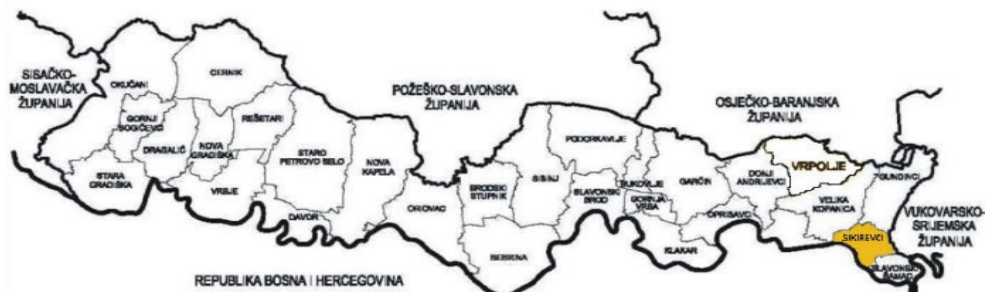 SISAČKO-
MOSLAVAČKA
ŽUPANIJA
OKUČANI
CERNIK
POŽEŠKO-SLAVONSKA
ŽUPANIJA
OSJEČKO-BARANJSKA
ŽUPANIJA
GORNJI
BOGIĆEVCI
DRAGALIĆ
NOVA
GRADIŠKA
REŠETARI
STARA
GRADIŠKA
VRBJE
STARO
PETROVO SELO
DAVOR
NOVA
KAPELA
ORIOVAC
BRODSKI
STUPNIK
BEBRINA
SIBINJ
PODCRKAVLJE
SLAVONSKI
BROD
BUKOVLJE
GORNJA
VRBA
KLAKAR
GARČIN
OPRISAVCI
DONJI
ANDRIJEVCI
VRPOLJE
VELIKA
KOPANICA
GUNDINCI
SIKIREVCI
SLAVONSKI
ŠAMAC
VUKOVARSKO-
SRIJEMSKA
ŽUPANIJA
REPUBLIKA BOSNA I HERCEGOVINA